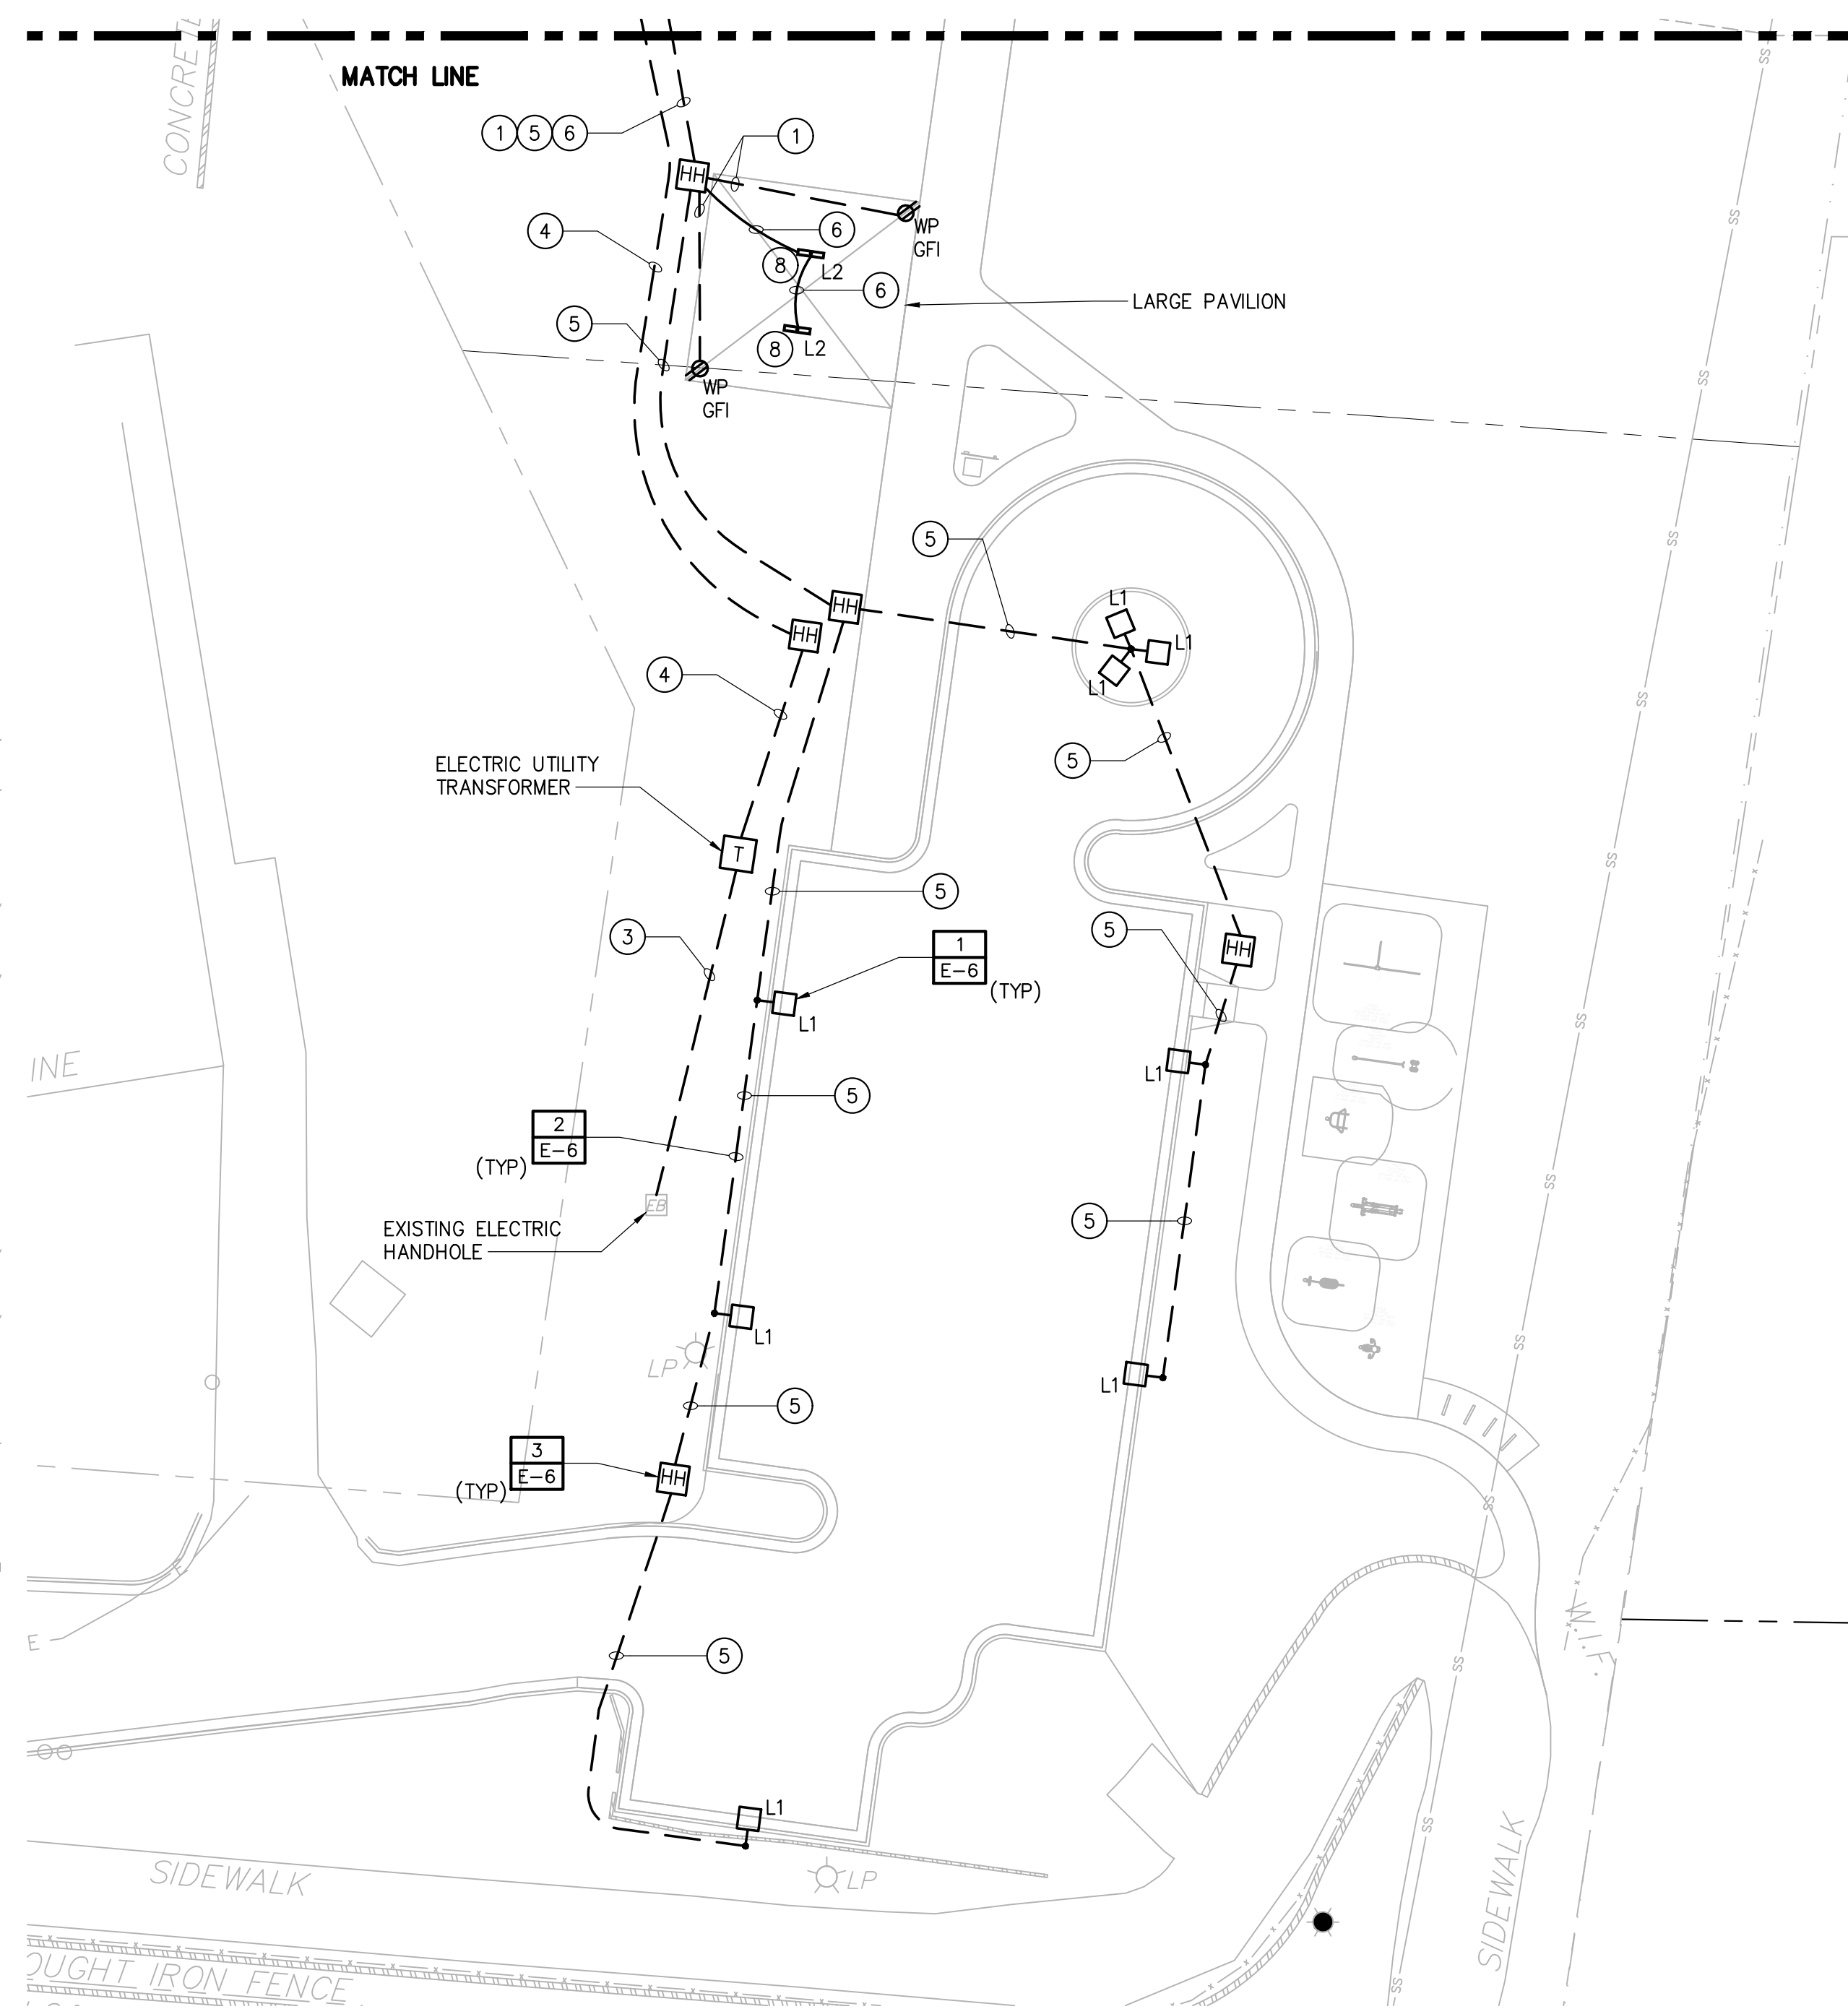 CONCRETE
MATCH LINE
1 5 6
1
HH
4
6
WP
GFI
8
L2
6
LARGE PAVILION
5
8
L2
WP
GFI
SS
SS
SS
SS
5
L1
HH
HH
L1
L1
4
SS
5
ELECTRIC UTILITY
TRANSFORMER
T
SS
5
3
5
1
E-6
(TYP)
HH
L1
SS
INE
L1
5
2
E-6
(TYP)
SS
EB
5
EXISTING ELECTRIC
HANDHOLE
L1
LP
SS
L1
5
3
E-6
(TYP)
HH
SS
E
5
SS
L1
SS
SIDEWALK
LP
SIDEWALK
OUGHT IRON FENCE
SS